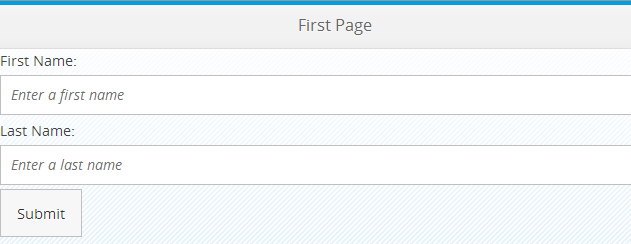 First Page
First Name:
Enter a first name
Last Name:
Enter a last name
Submit